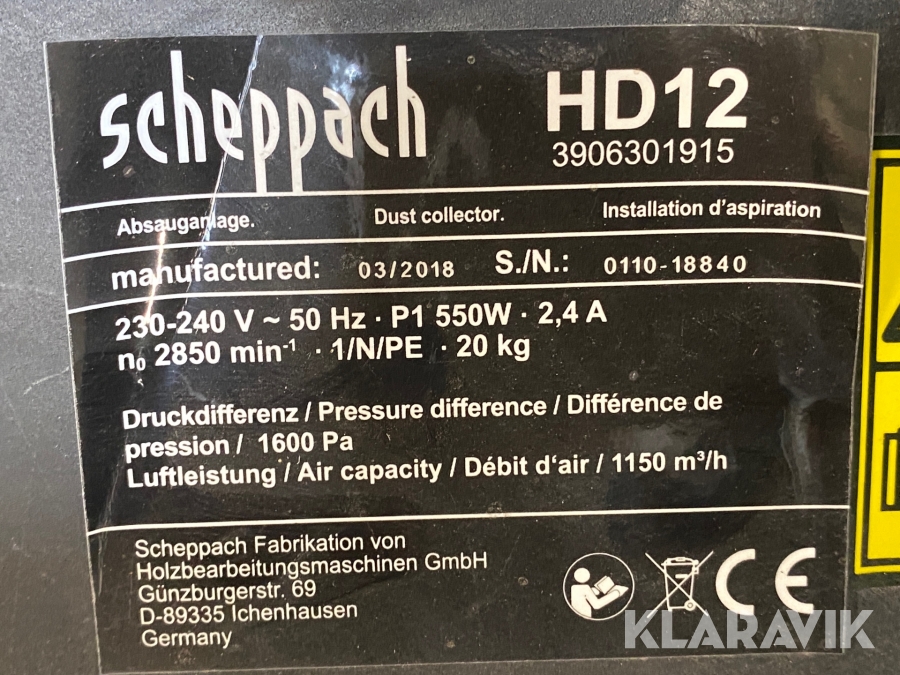 scheppach
HD12
3906301915
Absauganlage. Dust collector. Installation d'aspiration
manufactured: 03/2018 S./N.: 0110-18840
230-240 V ~ 50 Hz · P1 550W · 2,4 A
n₀ 2850 min⁻¹ · 1/N/PE · 20 kg
Druckdifferenz / Pressure difference / Différence de
pression / 1600 Pa
Luftleistung / Air capacity / Débit d'air / 1150 m³/h
Scheppach Fabrikation von
Holzbearbeitungsmaschinen GmbH
Günzburgerstr. 69
D-89335 Ichenhausen
Germany
CE
KLARAVIK